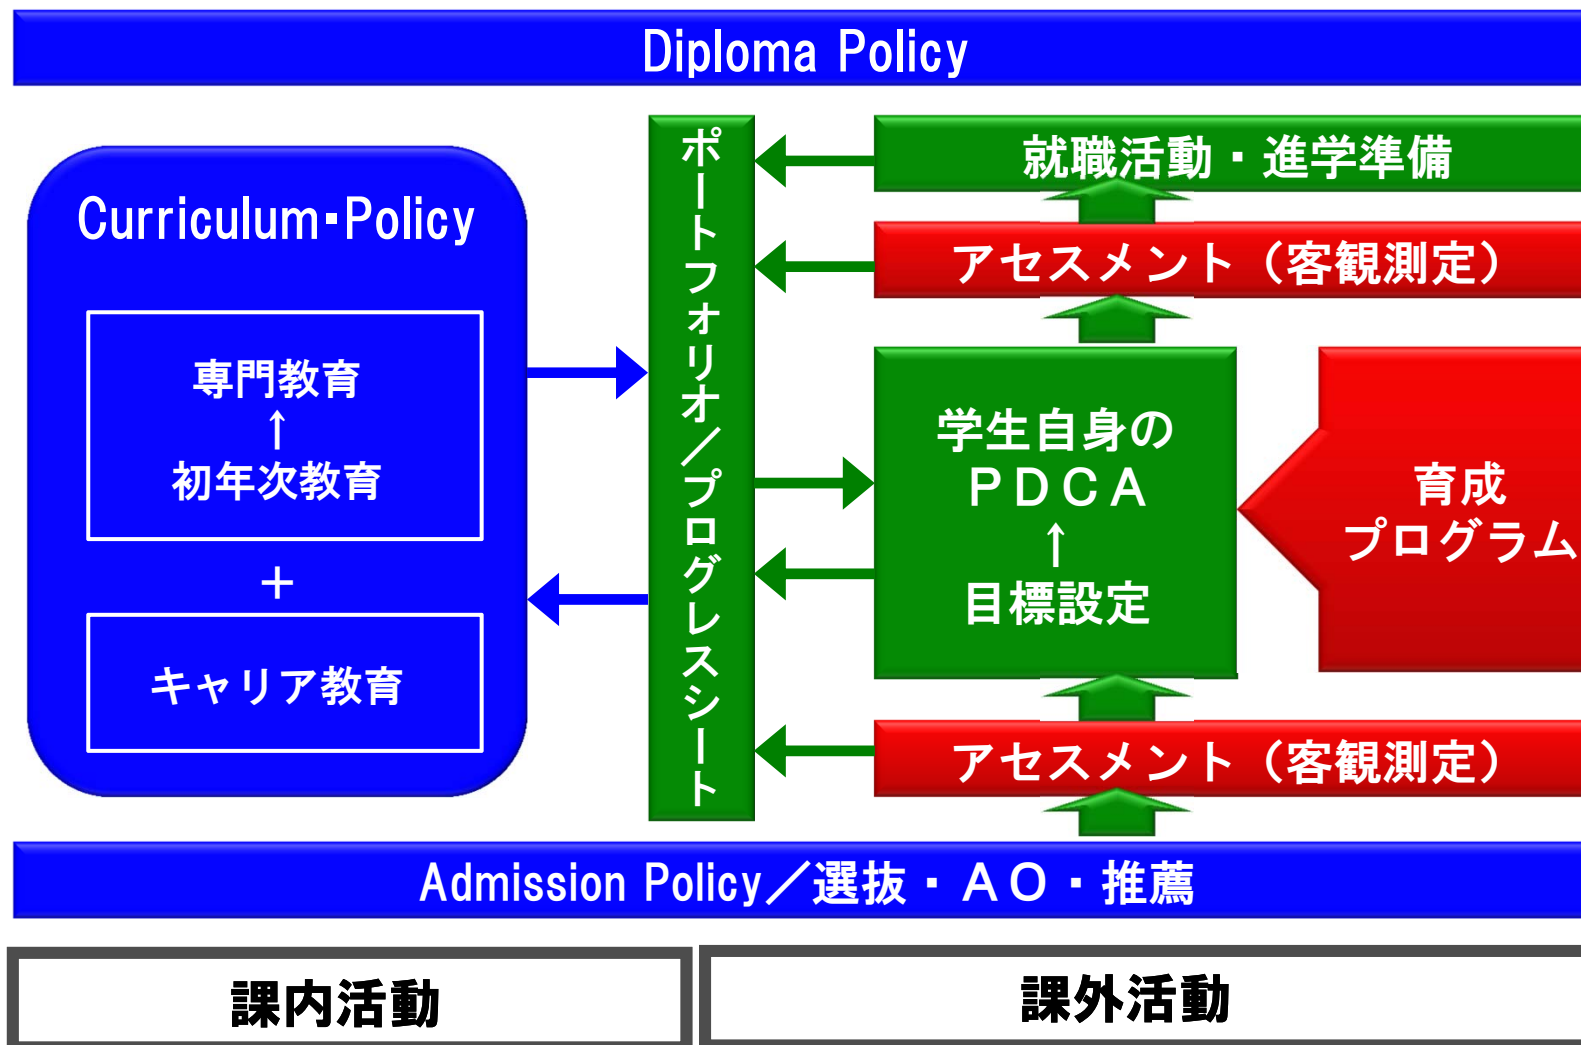 Diploma Policy
Curriculum▪Policy
専門教育
↑
初年次教育
+
キャリア教育
ポートフォリオ／プログレスシート
就職活動・進学準備
アセスメント（客観測定）
学生自身の
ＰＤＣＡ
↑
目標設定
育成
プログラム
アセスメント（客観測定）
Admission Policy／選抜・ＡＯ・推薦
課内活動
課外活動